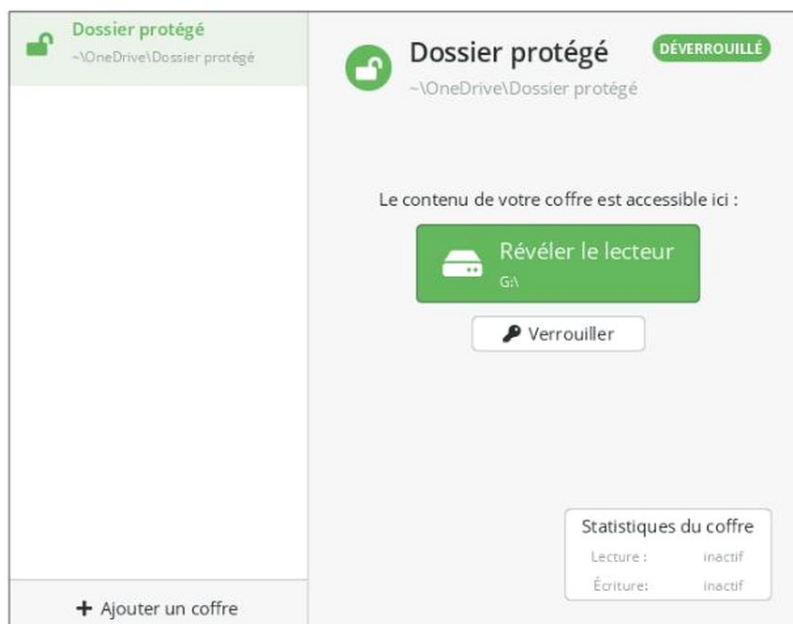 Dossier protégé
~\OneDrive\Dossier protégé
Ajouter un coffre
Dossier protégé
DÉVERROUILLÉ
~\OneDrive\Dossier protégé
Le contenu de votre coffre est accessible ici :
Révéler le lecteur
G:\
Verrouiller
Statistiques du coffre
Lecture : inactif
Écriture: inactif